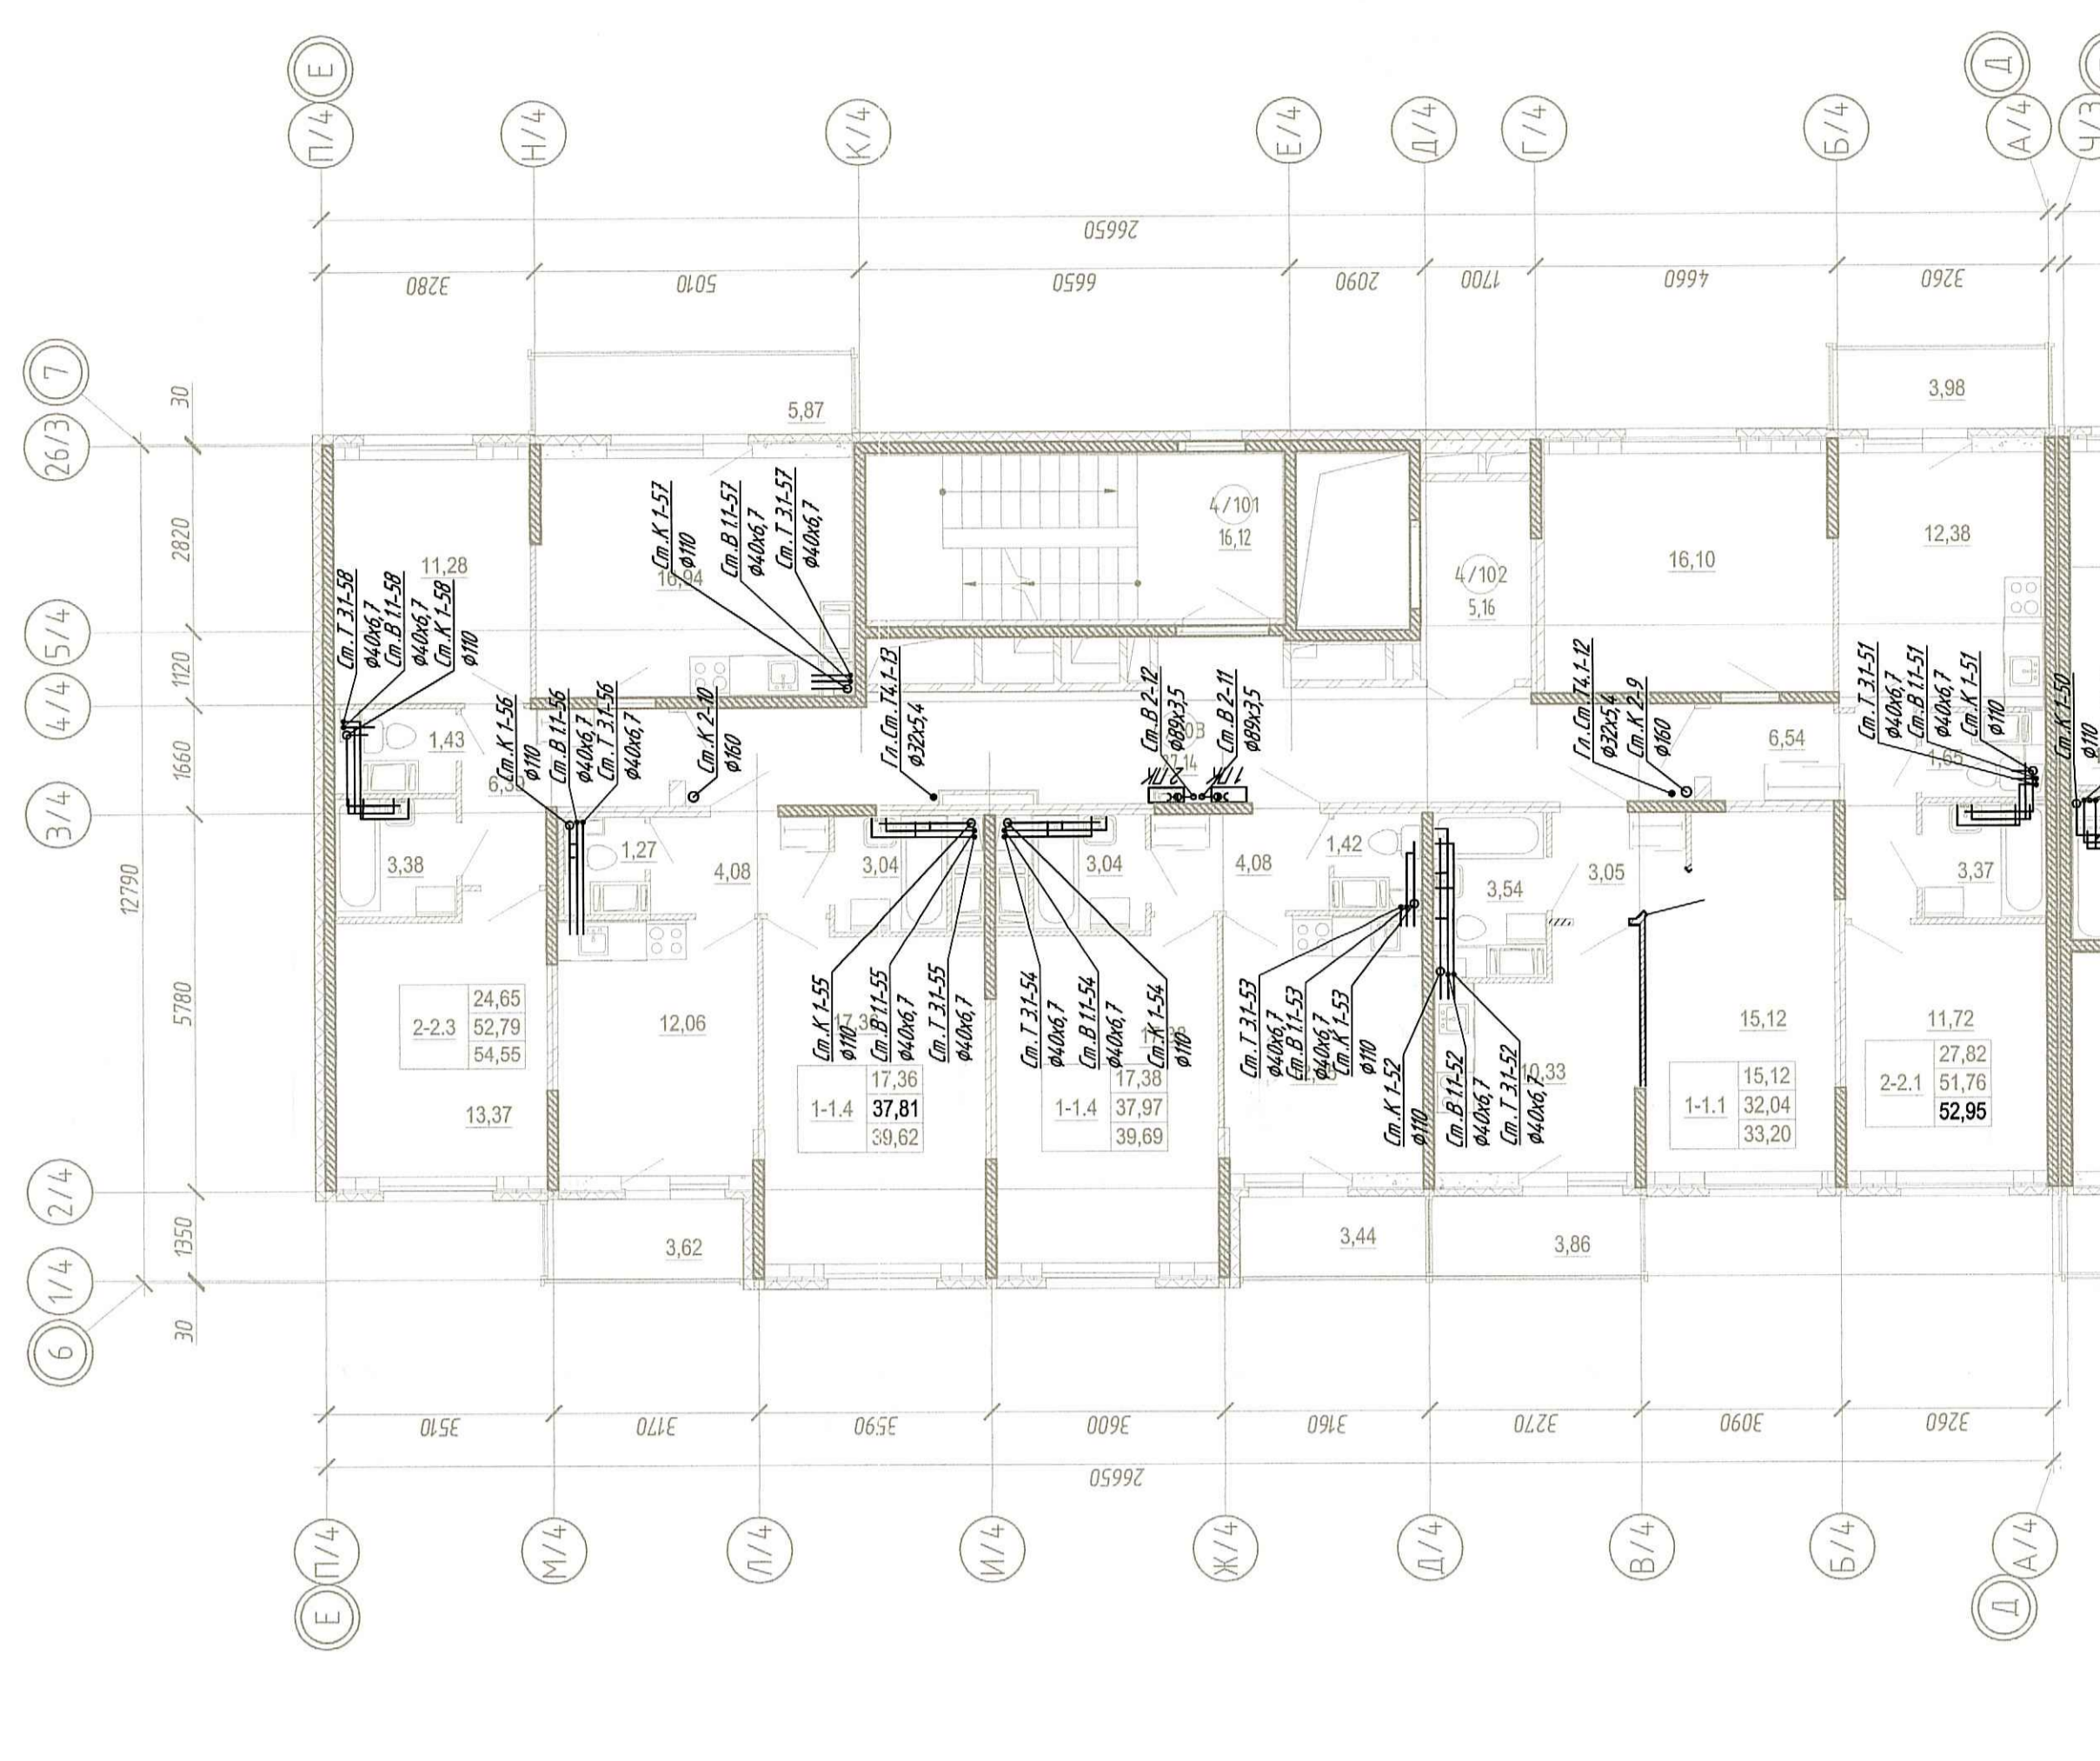 Е
П/4
Н/4
К/4
Е/4
Д/4
Г/4
Б/4
Д
А/4
Ч/3
26650
3280
5010
6650
2090
1700
4660
3260
7
26/3
5/4
4/4
3/4
2/4
1/4
6
30
2820
1120
1660
5780
1350
30
12790
5,87
3,98
11,28
4/101
16,12
4/102
5,16
16,10
12,38
Ст.К 1-57
ф110
Ст.В 1.1-57
ф40х6,7
Ст.Т 3.1-57
ф40х6,7
Ст.Т 3.1-58
ф40х6,7
Ст.В 1.1-58
ф40х6,7
Ст.К 1-58
ф110
Ст.К 1-56
ф110
Ст.В 1.1-56
ф40х6,7
Ст.Т 3.1-56
ф40х6,7
Ст.К 2-10
ф160
Гл.Ст.Т4.1-13
ф32х5,4
Ст.В 2-12
ф89х3,5
Ст.В 2-11
ф89х3,5
2 ПК
1 ПК
Гл.Ст.Т4.1-12
ф32х5,4
Ст.К 2-9
ф160
Ст.Т 3.1-51
ф40х6,7
Ст.В 1.1-51
ф40х6,7
Ст.К 1-51
ф110
Ст.К 1-50
ф110
1,43
6,54
1,65
3,38
1,27
4,08
3,04
3,04
4,08
1,42
3,54
3,05
3,37
Ст.К 1-55
ф110
Ст.В 1.1-55
ф40х6,7
Ст.Т 3.1-55
ф40х6,7
Ст.Т 3.1-54
ф40х6,7
Ст.В 1.1-54
ф40х6,7
Ст.К 1-54
ф110
Ст.Т 3.1-53
ф40х6,7
Ст.В 1.1-53
ф40х6,7
Ст.К 1-53
ф110
Ст.К 1-52
ф110
Ст.В 1.1-52
ф40х6,7
Ст.Т 3.1-52
ф40х6,7
2-2.3
24,65
52,79
54,55
12,06
13,37
1-1.4
17,36
37,81
39,62
1-1.4
17,38
37,97
39,69
10,33
15,12
1-1.1
15,12
32,04
33,20
11,72
2-2.1
27,82
51,76
52,95
3,62
3,44
3,86
3510
3170
3590
3600
3160
3270
3090
3260
26650
Е
П/4
М/4
Л/4
И/4
Ж/4
Д/4
В/4
Б/4
Д
А/4